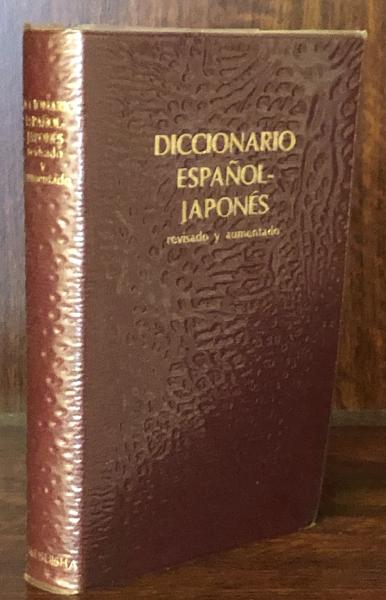 DICCIONARIO
ESPAÑOL-
JAPONÉS
revisado y aumentado
DICCIONARIO
ESPAÑOL-
JAPONÉS
revisado
y
aumentado